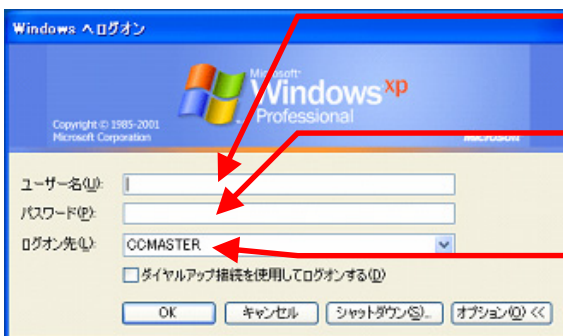 Windows へログオン
Microsoft
Windows xp
Professional
Copyright © 1985-2001
Microsoft Corporation
Microsoft
ユーザー名(U):
パスワード(P):
ログオン先(L):
CCMASTER
ダイヤルアップ接続を使用してログオンする(D)
OK
キャンセル
シャットダウン(S)...
オプション(O) <<